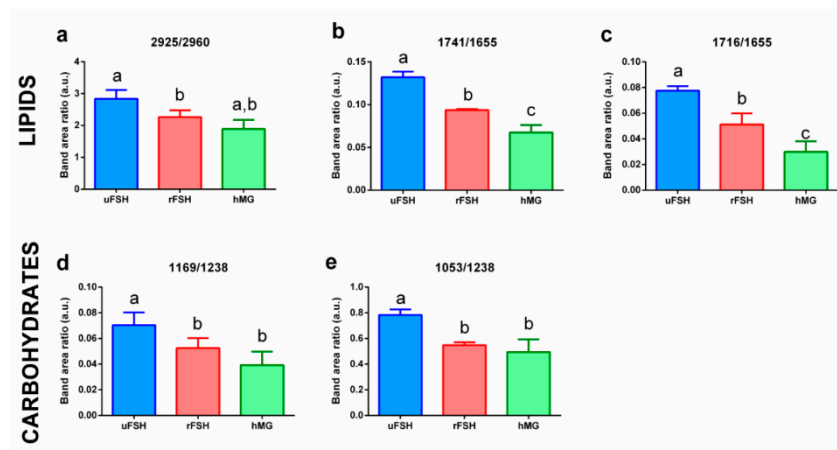 LIPIDS
a
2925/2960
Band area ratio (a.u.)
4
3
2
1
0
a
b
a,b
uFSH
rFSH
hMG
b
1741/1655
Band area ratio (a.u.)
0.15
0.10
0.05
0.00
a
b
c
uFSH
rFSH
hMG
c
1716/1655
Band area ratio (a.u.)
0.08
0.06
0.04
0.02
0.00
a
b
c
uFSH
rFSH
hMG
CARBOHYDRATES
d
1169/1238
Band area ratio (a.u.)
0.10
0.08
0.06
0.04
0.02
0.00
a
b
b
uFSH
rFSH
hMG
e
1053/1238
Band area ratio (a.u.)
1.0
0.8
0.6
0.4
0.2
0.0
a
b
b
uFSH
rFSH
hMG